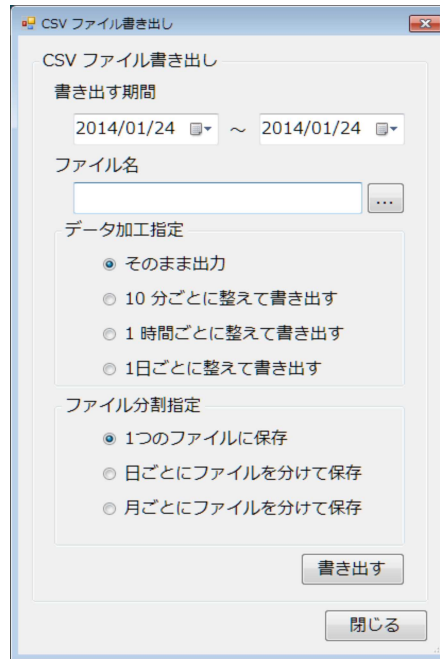 CSV ファイル書き出し
CSV ファイル書き出し
書き出す期間
2014/01/24 ～ 2014/01/24
ファイル名
...
データ加工指定
そのまま出力
10 分ごとに整えて書き出す
1 時間ごとに整えて書き出す
1日ごとに整えて書き出す
ファイル分割指定
1つのファイルに保存
日ごとにファイルを分けて保存
月ごとにファイルを分けて保存
書き出す
閉じる